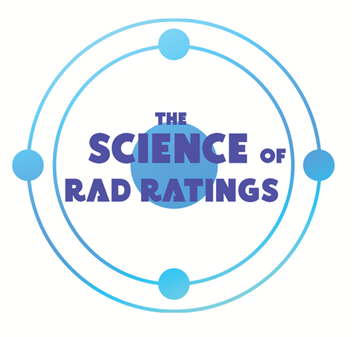 THE
SCIENCE OF
RAD RATINGS